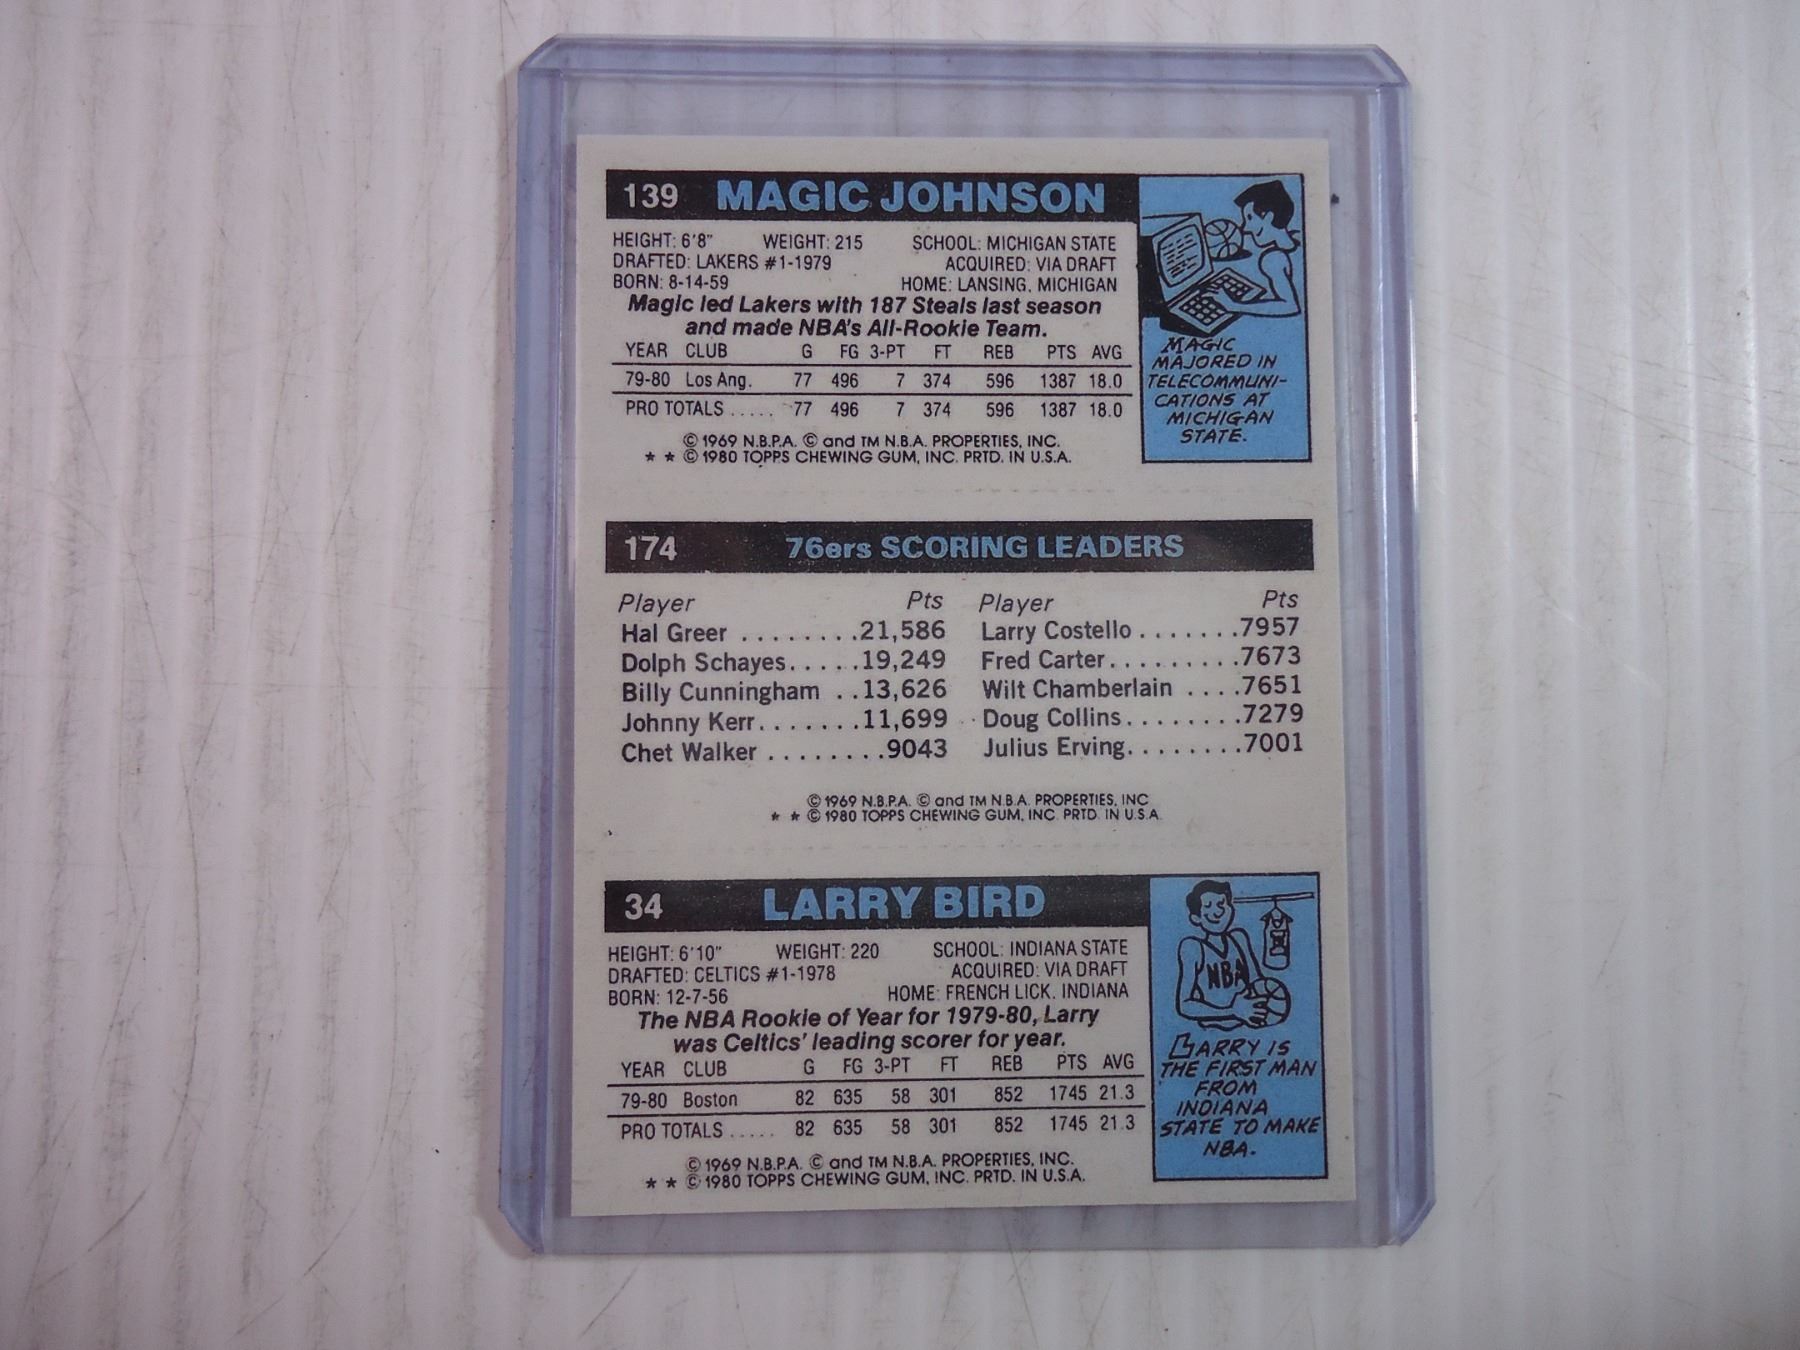 139 MAGIC JOHNSON
HEIGHT: 6'8" WEIGHT: 215 SCHOOL: MICHIGAN STATE
DRAFTED: LAKERS #1-1979 ACQUIRED: VIA DRAFT
BORN: 8-14-59 HOME: LANSING, MICHIGAN
Magic led Lakers with 187 Steals last season
and made NBA's All-Rookie Team.
YEAR CLUB G FG 3-PT FT REB PTS AVG
79-80 Los Ang. 77 496 7 374 596 1387 18.0
PRO TOTALS ..... 77 496 7 374 596 1387 18.0
© 1969 N.B.P.A. © and TM N.B.A. PROPERTIES, INC.
* * © 1980 TOPPS CHEWING GUM, INC. PRTD. IN U.S.A.
MAGIC
MAJORED IN
TELECOMMUNI-
CATIONS AT
MICHIGAN
STATE.
174 76ers SCORING LEADERS
Player Pts Player Pts
Hal Greer ........21,586 Larry Costello .......7957
Dolph Schayes.....19,249 Fred Carter.........7673
Billy Cunningham ..13,626 Wilt Chamberlain ....7651
Johnny Kerr.......11,699 Doug Collins........7279
Chet Walker ........9043 Julius Erving........7001
© 1969 N.B.P.A. © and TM N.B.A. PROPERTIES, INC
* * © 1980 TOPPS CHEWING GUM, INC. PRTD. IN U.S.A.
34 LARRY BIRD
HEIGHT: 6'10" WEIGHT: 220 SCHOOL: INDIANA STATE
DRAFTED: CELTICS #1-1978 ACQUIRED: VIA DRAFT
BORN: 12-7-56 HOME: FRENCH LICK, INDIANA
The NBA Rookie of Year for 1979-80, Larry
was Celtics' leading scorer for year.
YEAR CLUB G FG 3-PT FT REB PTS AVG
79-80 Boston 82 635 58 301 852 1745 21.3
PRO TOTALS ..... 82 635 58 301 852 1745 21.3
© 1969 N.B.P.A. © and TM N.B.A. PROPERTIES, INC.
* * © 1980 TOPPS CHEWING GUM, INC. PRTD. IN U.S.A.
NBA
LARRY IS
THE FIRST MAN
FROM
INDIANA
STATE TO MAKE
NBA.